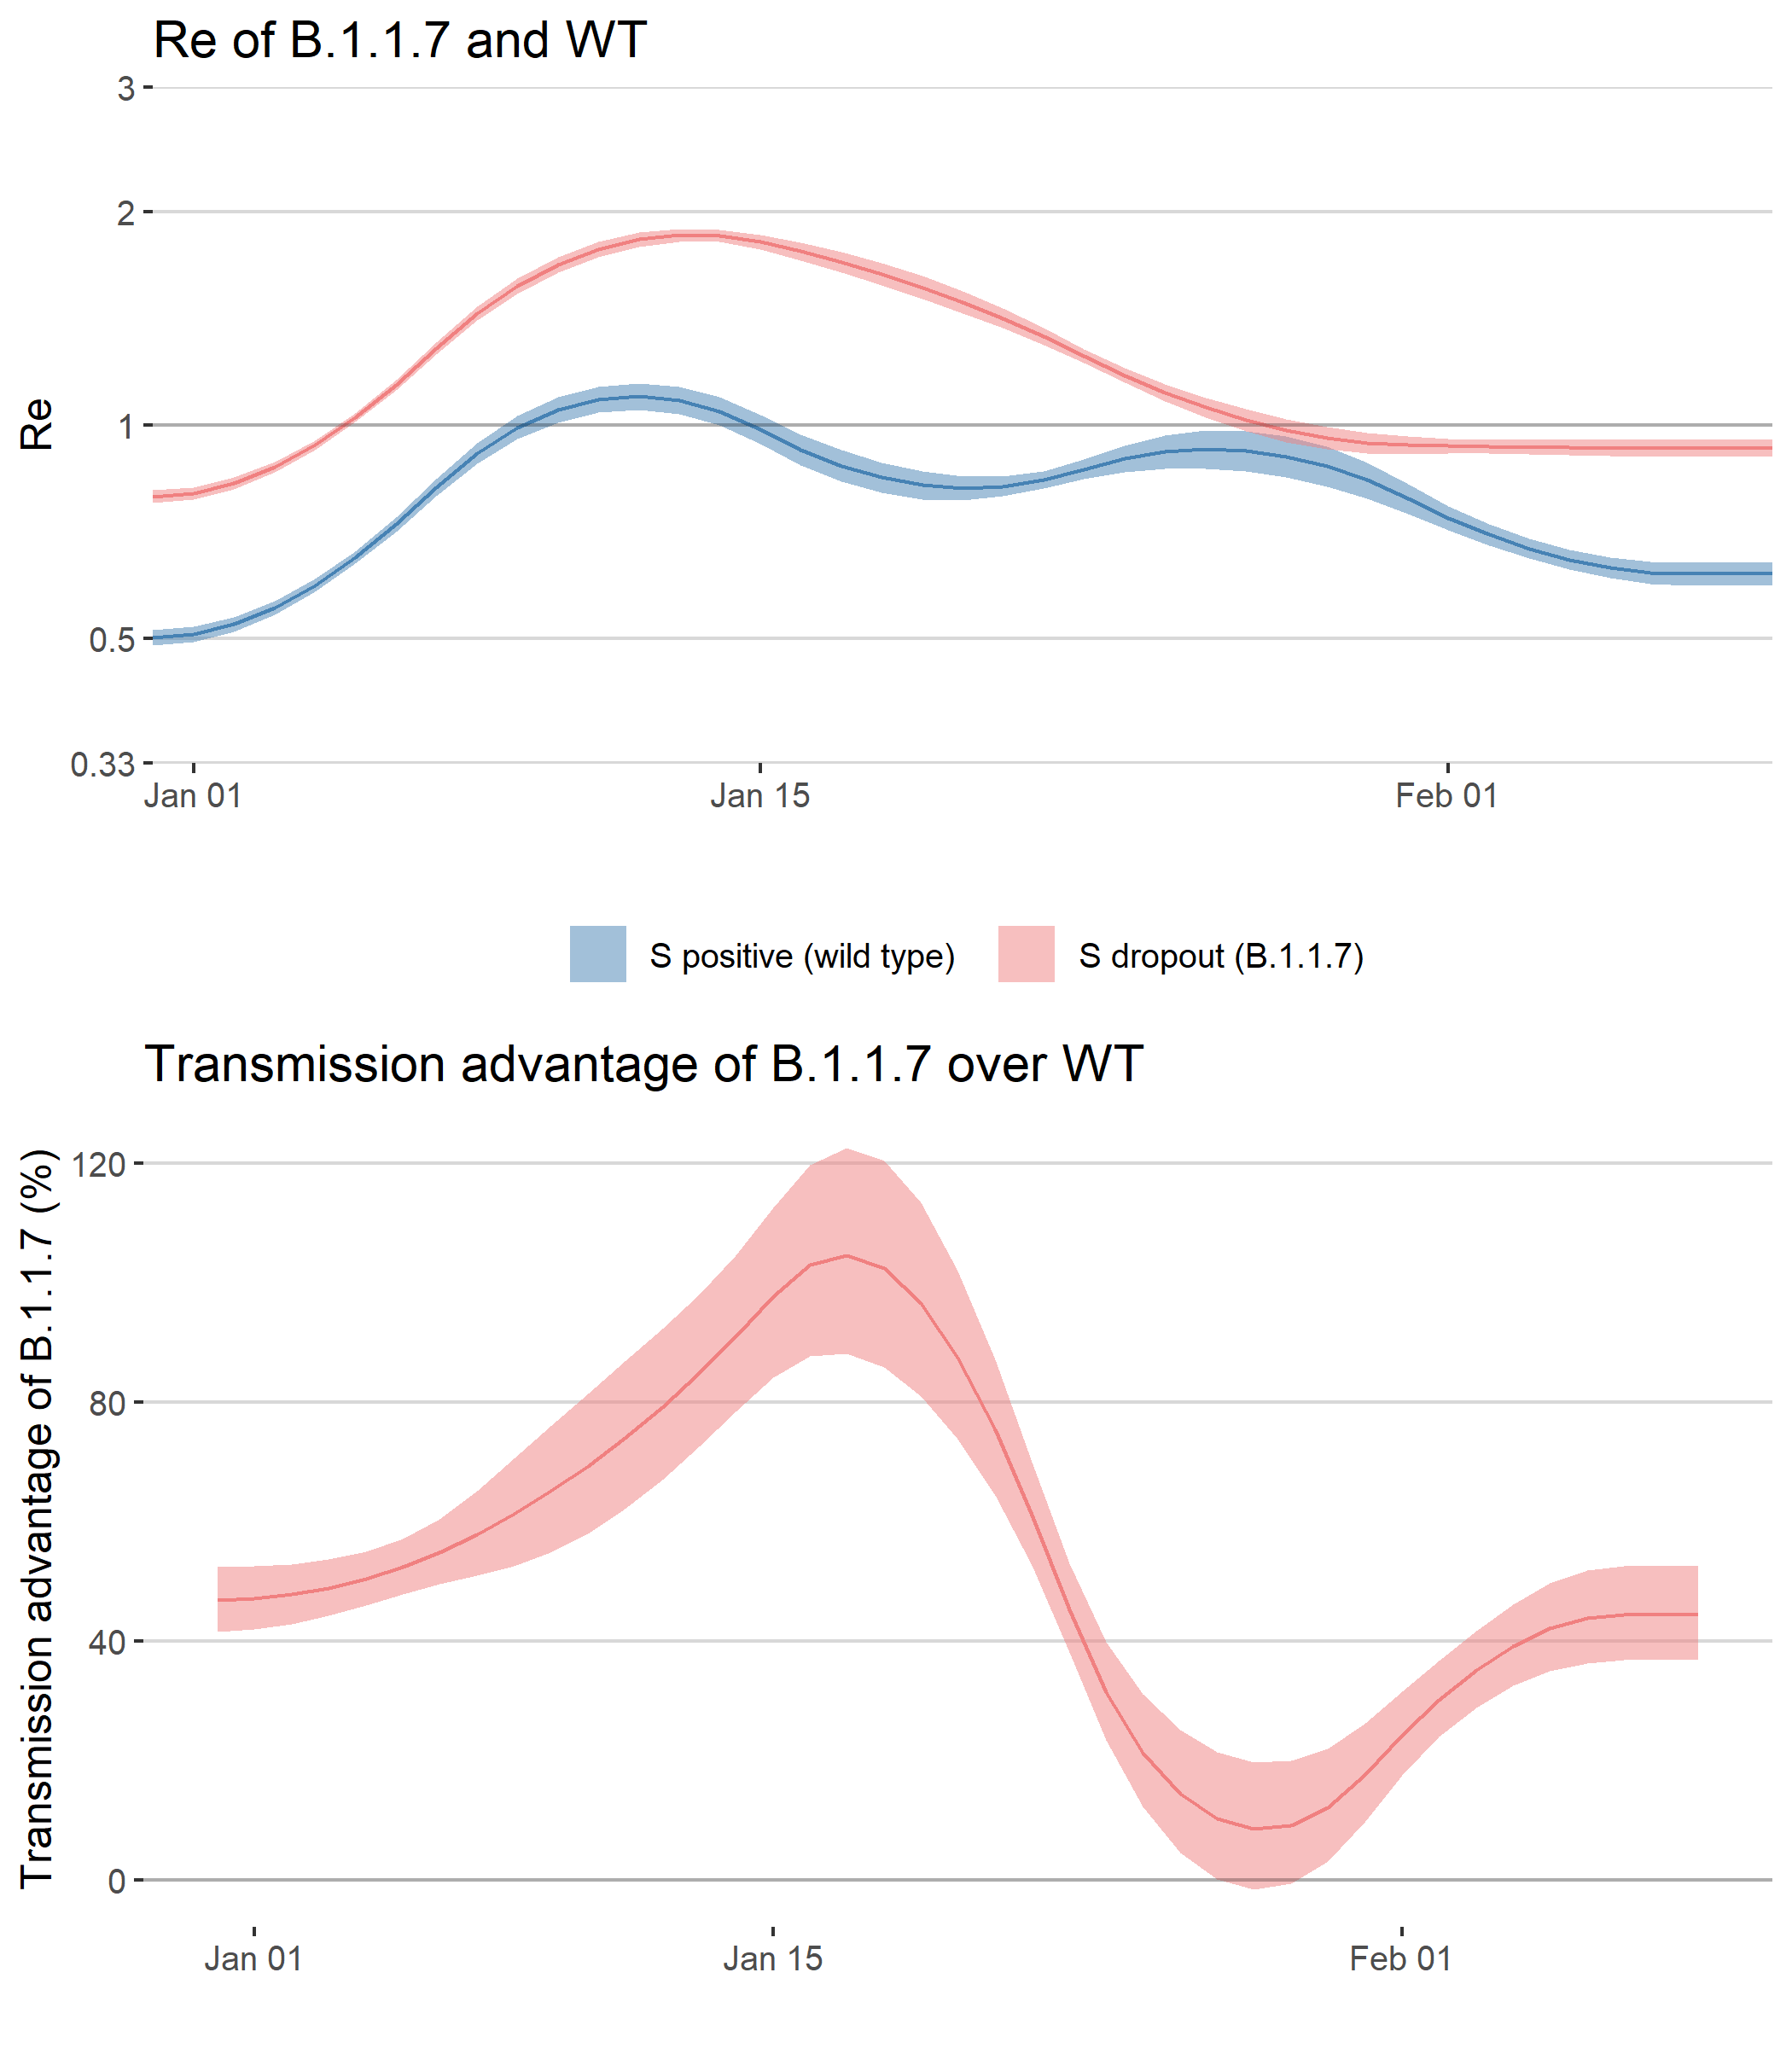 Re of B.1.1.7 and WT
Re
3
2
1
0.5
0.33
Jan 01
Jan 15
Feb 01
S positive (wild type)
S dropout (B.1.1.7)
Transmission advantage of B.1.1.7 over WT
Transmission advantage of B.1.1.7 (%)
120
80
40
0
Jan 01
Jan 15
Feb 01